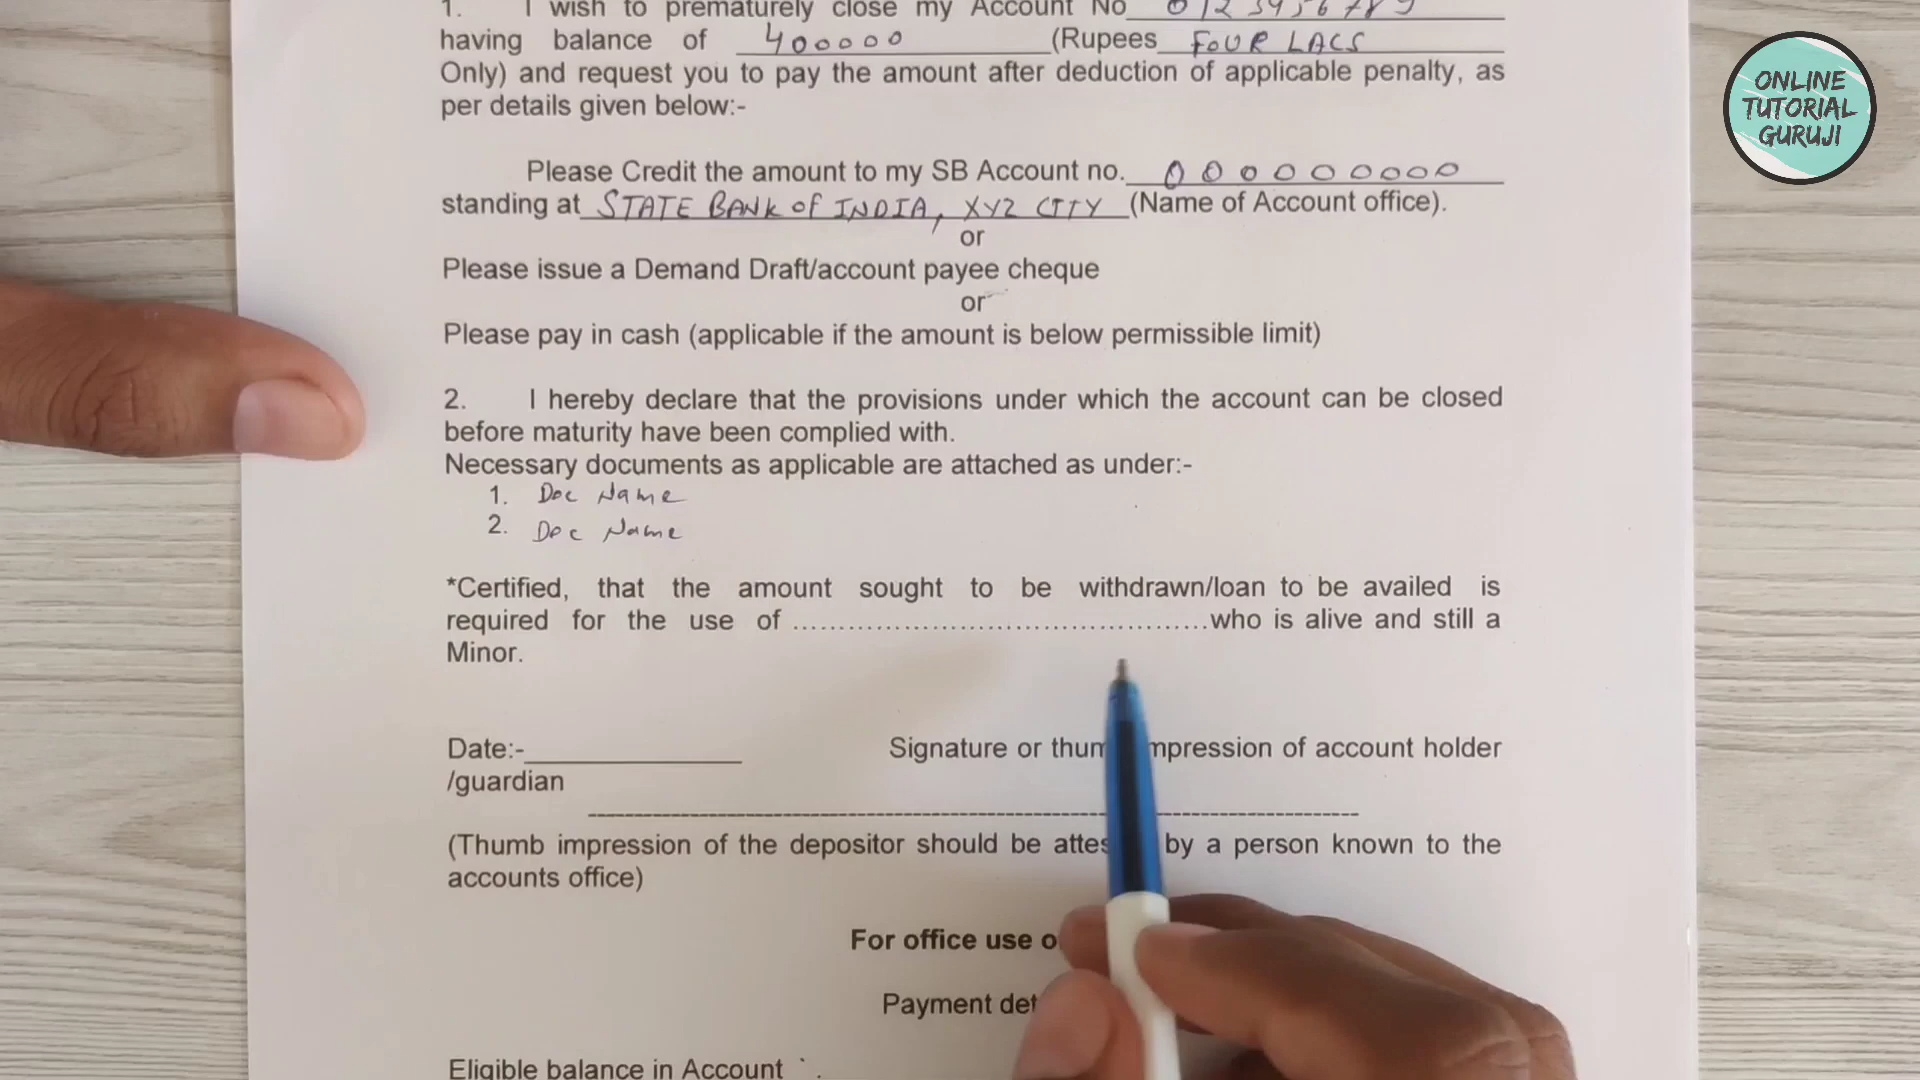 1. I wish to prematurely close my Account No 0123456789
having balance of 400000 (Rupees FOUR LACS
Only) and request you to pay the amount after deduction of applicable penalty, as
per details given below:-
Please Credit the amount to my SB Account no. 000000000
standing at STATE BANK OF INDIA, XYZ CITY (Name of Account office).
or
Please issue a Demand Draft/account payee cheque
or
Please pay in cash (applicable if the amount is below permissible limit)
2. I hereby declare that the provisions under which the account can be closed
before maturity have been complied with.
Necessary documents as applicable are attached as under:-
1. Doc Name
2. Doc Name
*Certified, that the amount sought to be withdrawn/loan to be availed is
required for the use of .............................................who is alive and still a
Minor.
Date:-______________ Signature or thum mpression of account holder
/guardian
(Thumb impression of the depositor should be attes by a person known to the
accounts office)
For office use o
Payment det
Eligible balance in Account ` .
ONLINE
TUTORIAL
GURUJI